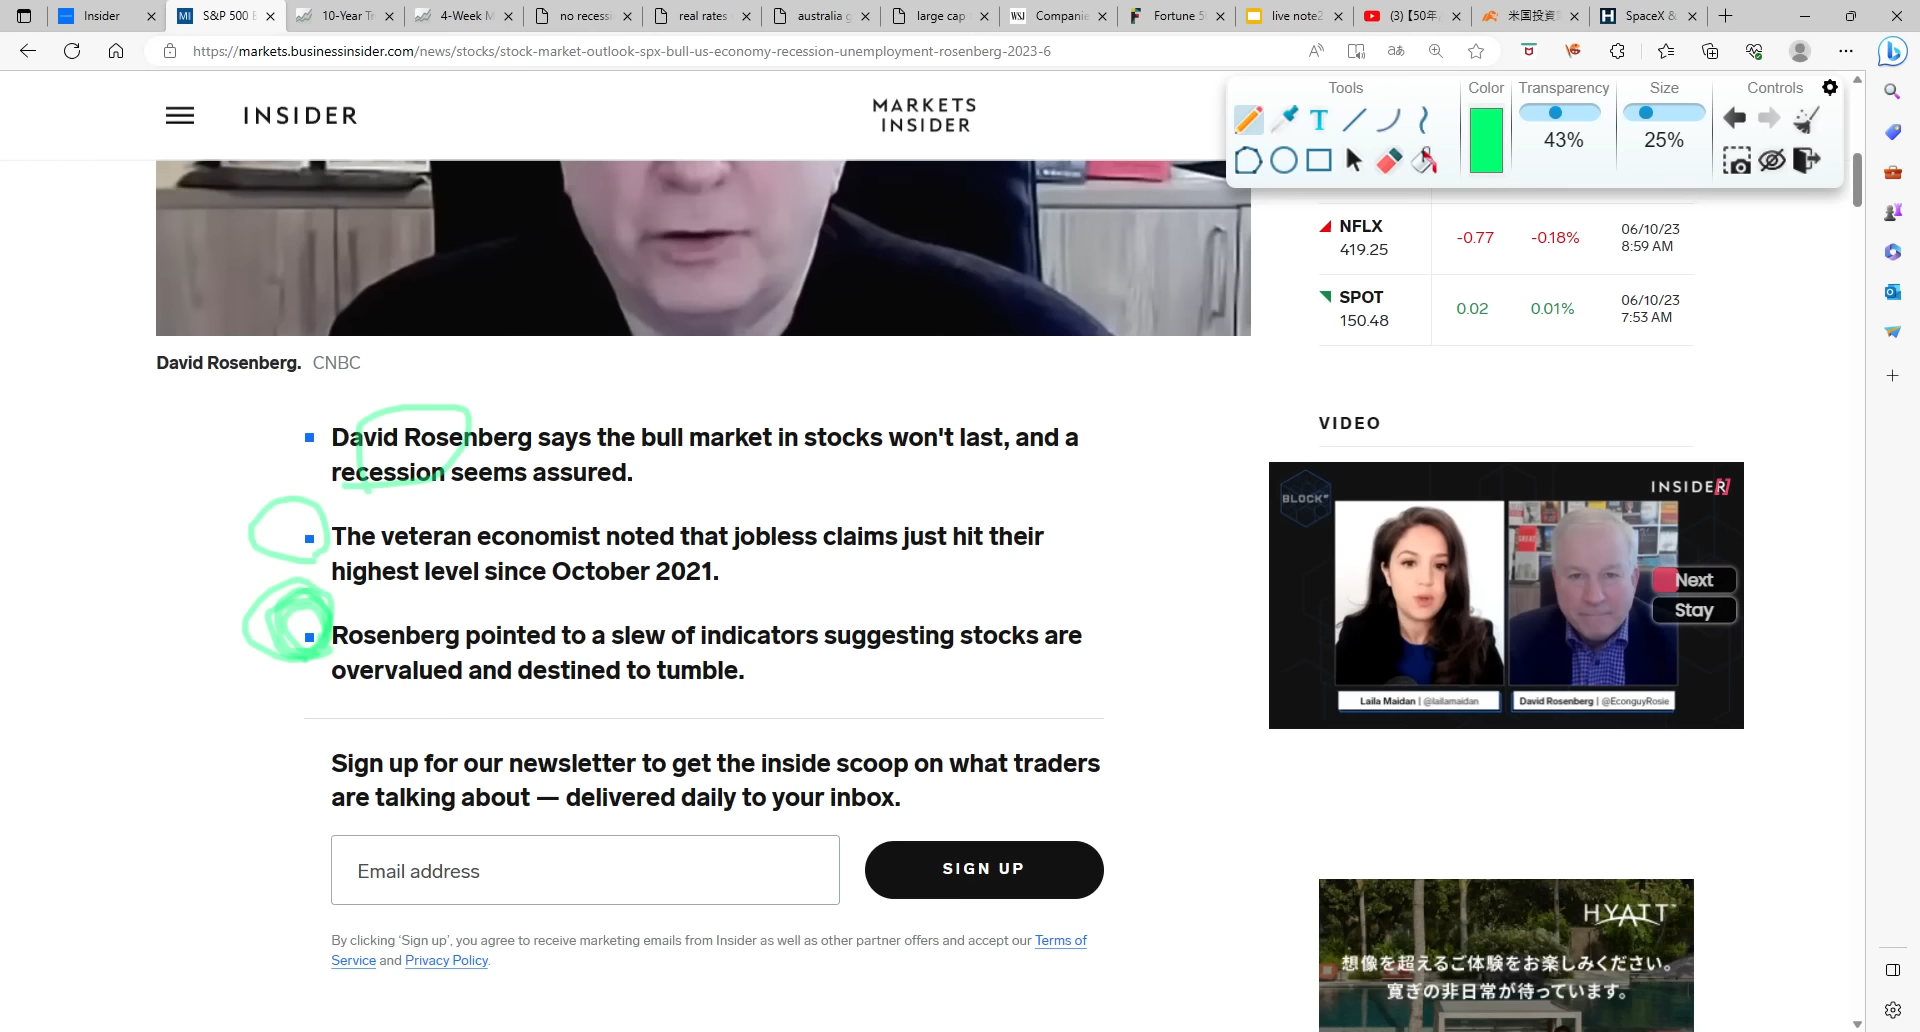 Insider
S&P 500
10-Year Tr
4-Week M
no recess
real rates
australia g
large cap
WSJ
Companie
Fortune 5
live note2
(3)【50年
米国投資
SpaceX &
https://markets.businessinsider.com/news/stocks/stock-market-outlook-spx-bull-us-economy-recession-unemployment-rosenberg-2023-6
INSIDER
MARKETS
INSIDER
Tools
Color
Transparency
Size
Controls
43%
25%
NFLX
419.25
-0.77
-0.18%
06/10/23
8:59 AM
SPOT
150.48
0.02
0.01%
06/10/23
7:53 AM
David Rosenberg. CNBC
David Rosenberg says the bull market in stocks won't last, and a
recession seems assured.
The veteran economist noted that jobless claims just hit their
highest level since October 2021.
Rosenberg pointed to a slew of indicators suggesting stocks are
overvalued and destined to tumble.
Sign up for our newsletter to get the inside scoop on what traders
are talking about — delivered daily to your inbox.
Email address
SIGN UP
By clicking ‘Sign up’, you agree to receive marketing emails from Insider as well as other partner offers and accept our Terms of
Service and Privacy Policy.
VIDEO
BLOCK
INSIDER
Next
Stay
Laila Maidan | @lailamaidan
David Rosenberg | @EconguyRosie
HYATT
想像を超えるご体験をお楽しみください。
寛ぎの非日常が待っています。